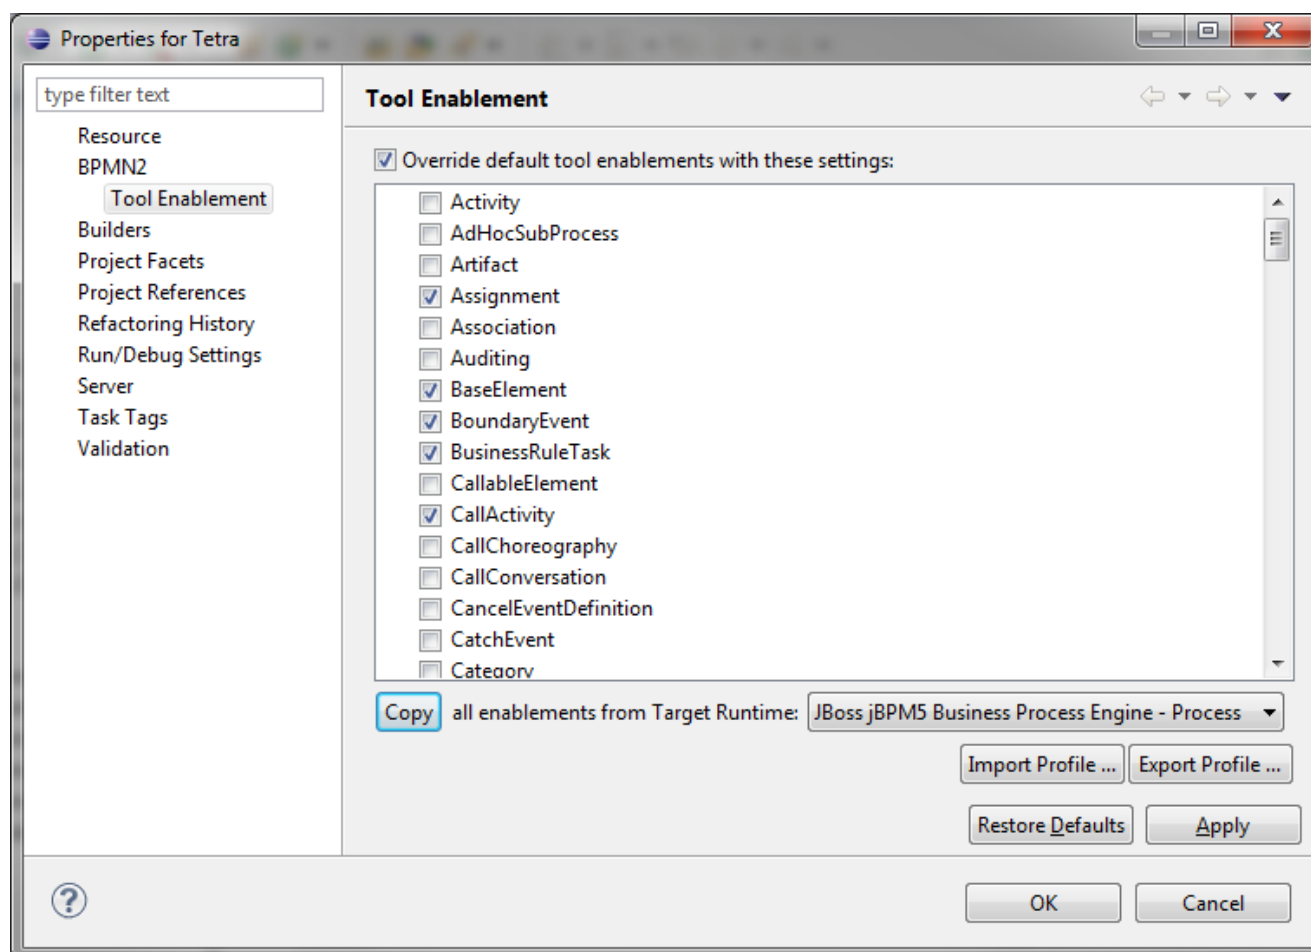 Properties for Tetra
type filter text
Resource
BPMN2
Tool Enablement
Builders
Project Facets
Project References
Refactoring History
Run/Debug Settings
Server
Task Tags
Validation
Tool Enablement
Override default tool enablements with these settings:
Activity
AdHocSubProcess
Artifact
Assignment
Association
Auditing
BaseElement
BoundaryEvent
BusinessRuleTask
CallableElement
CallActivity
CallChoreography
CallConversation
CancelEventDefinition
CatchEvent
Category
Copy all enablements from Target Runtime: JBoss jBPM5 Business Process Engine - Process
Import Profile ... Export Profile ...
Restore Defaults Apply
? OK Cancel